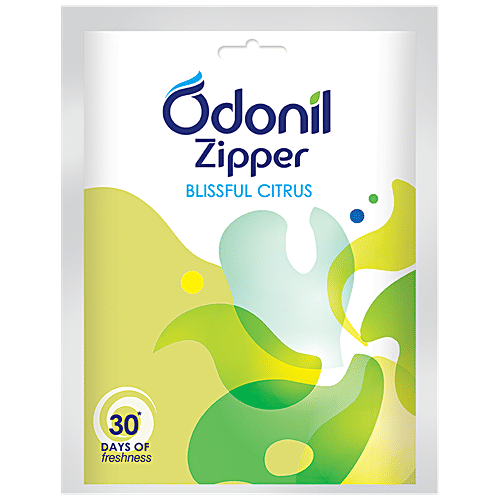 Odonil
Zipper
BLISSFUL CITRUS
30*
DAYS OF
freshness